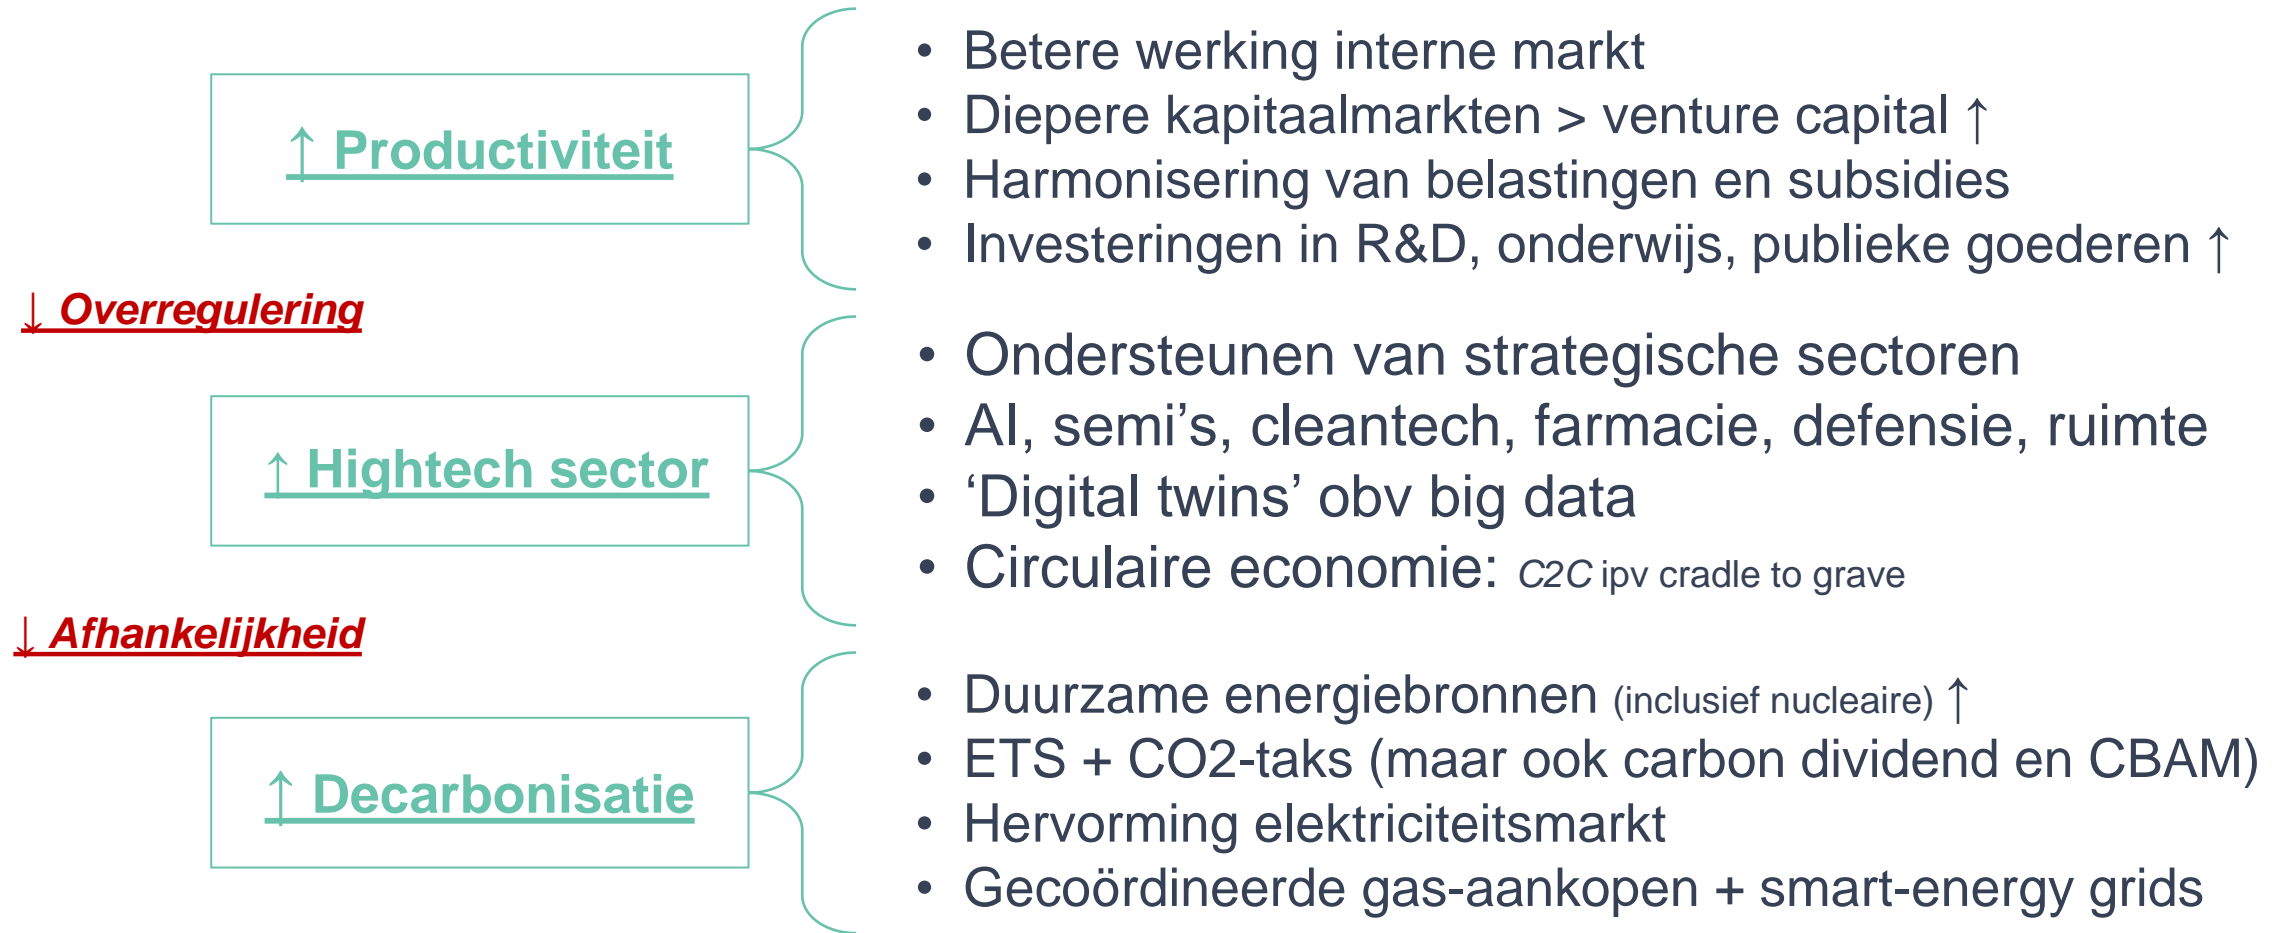 ↑ Productiviteit
• Betere werking interne markt
• Diepere kapitaalmarkten > venture capital ↑
• Harmonisering van belastingen en subsidies
• Investeringen in R&D, onderwijs, publieke goederen ↑
↓ Overregulering
↑ Hightech sector
• Ondersteunen van strategische sectoren
• AI, semi’s, cleantech, farmacie, defensie, ruimte
• ‘Digital twins’ obv big data
• Circulaire economie: C2C ipv cradle to grave
↓ Afhankelijkheid
↑ Decarbonisatie
• Duurzame energiebronnen (inclusief nucleaire) ↑
• ETS + CO2-taks (maar ook carbon dividend en CBAM)
• Hervorming elektriciteitsmarkt
• Gecoördineerde gas-aankopen + smart-energy grids